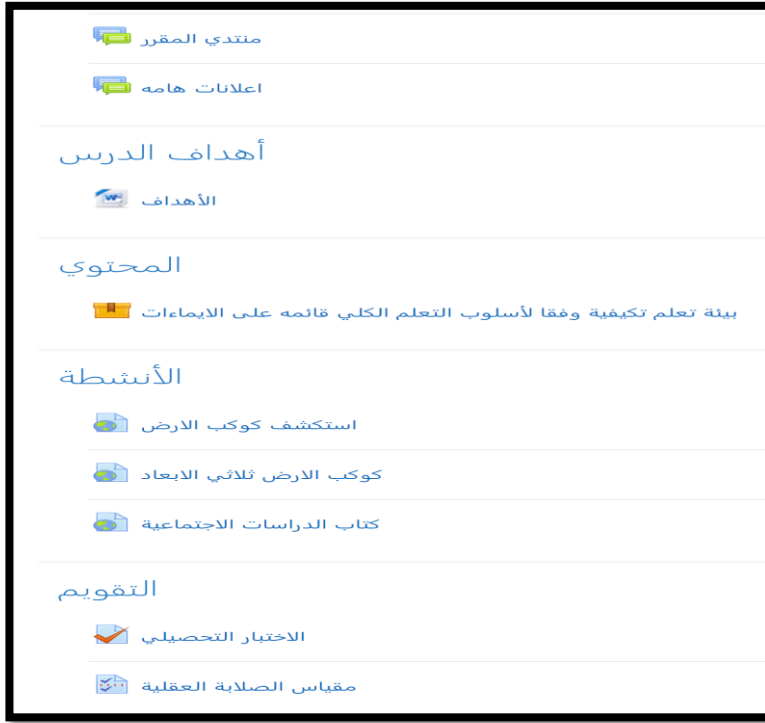 منتدي المقرر
اعلانات هامه
أهداف الدرس
الأهداف
المحتوي
بيئة تعلم تكيفية وفقا لأسلوب التعلم الكلي قائمه على الايماءات
الأنشطة
استكشف كوكب الارض
كوكب الارض ثلاثي الابعاد
كتاب الدراسات الاجتماعية
التقويم
الاختبار التحصيلي
مقياس الصلابة العقلية